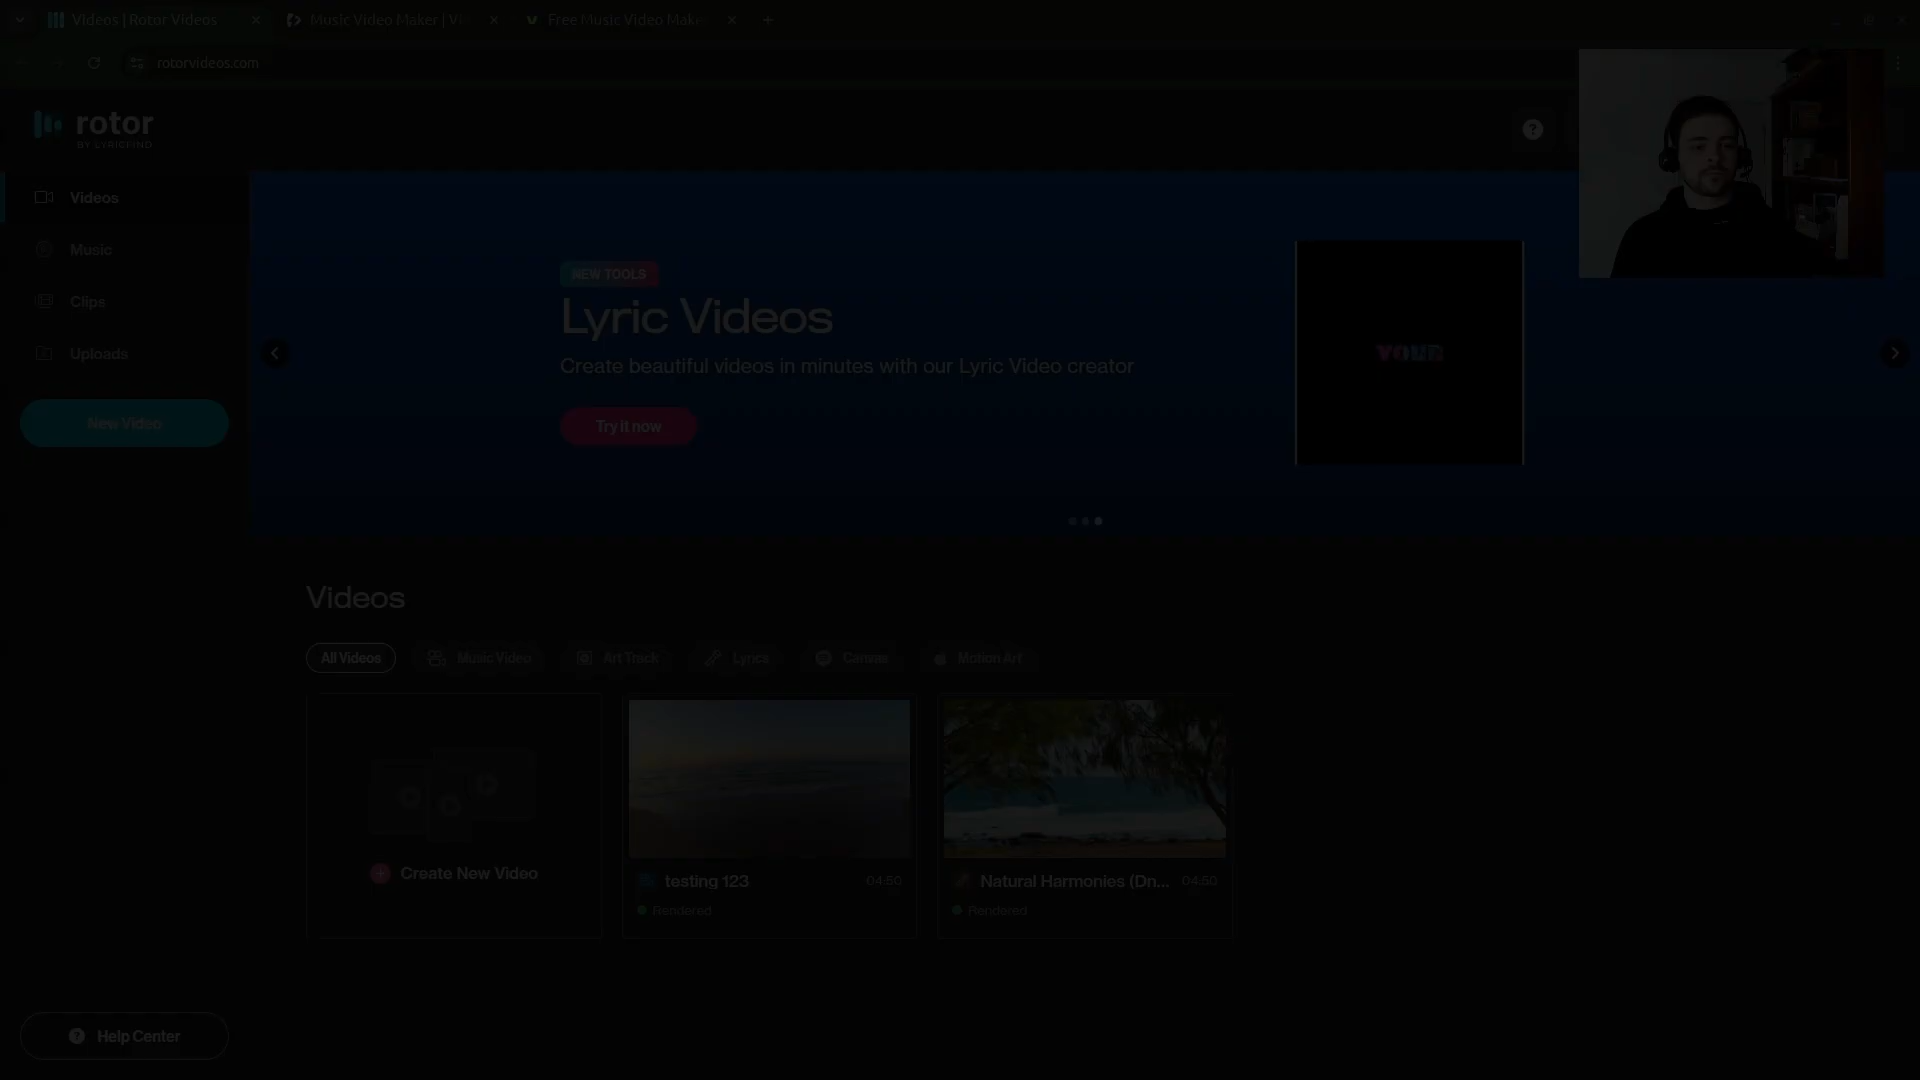 Videos | Rotor Videos
Music Video Maker | Vi
Free Music Video Make
rotorvideos.com
rotor
BY LYRICFIND
Videos
Music
Clips
Uploads
New Video
NEW TOOLS
Lyric Videos
Create beautiful videos in minutes with our Lyric Video creator
Try it now
YOUR
Videos
All Videos
Music Video
Art Track
Lyrics
Canvas
Motion Art
Create New Video
testing 123
04:50
Rendered
Natural Harmonies (Dn...
04:50
Rendered
Help Center